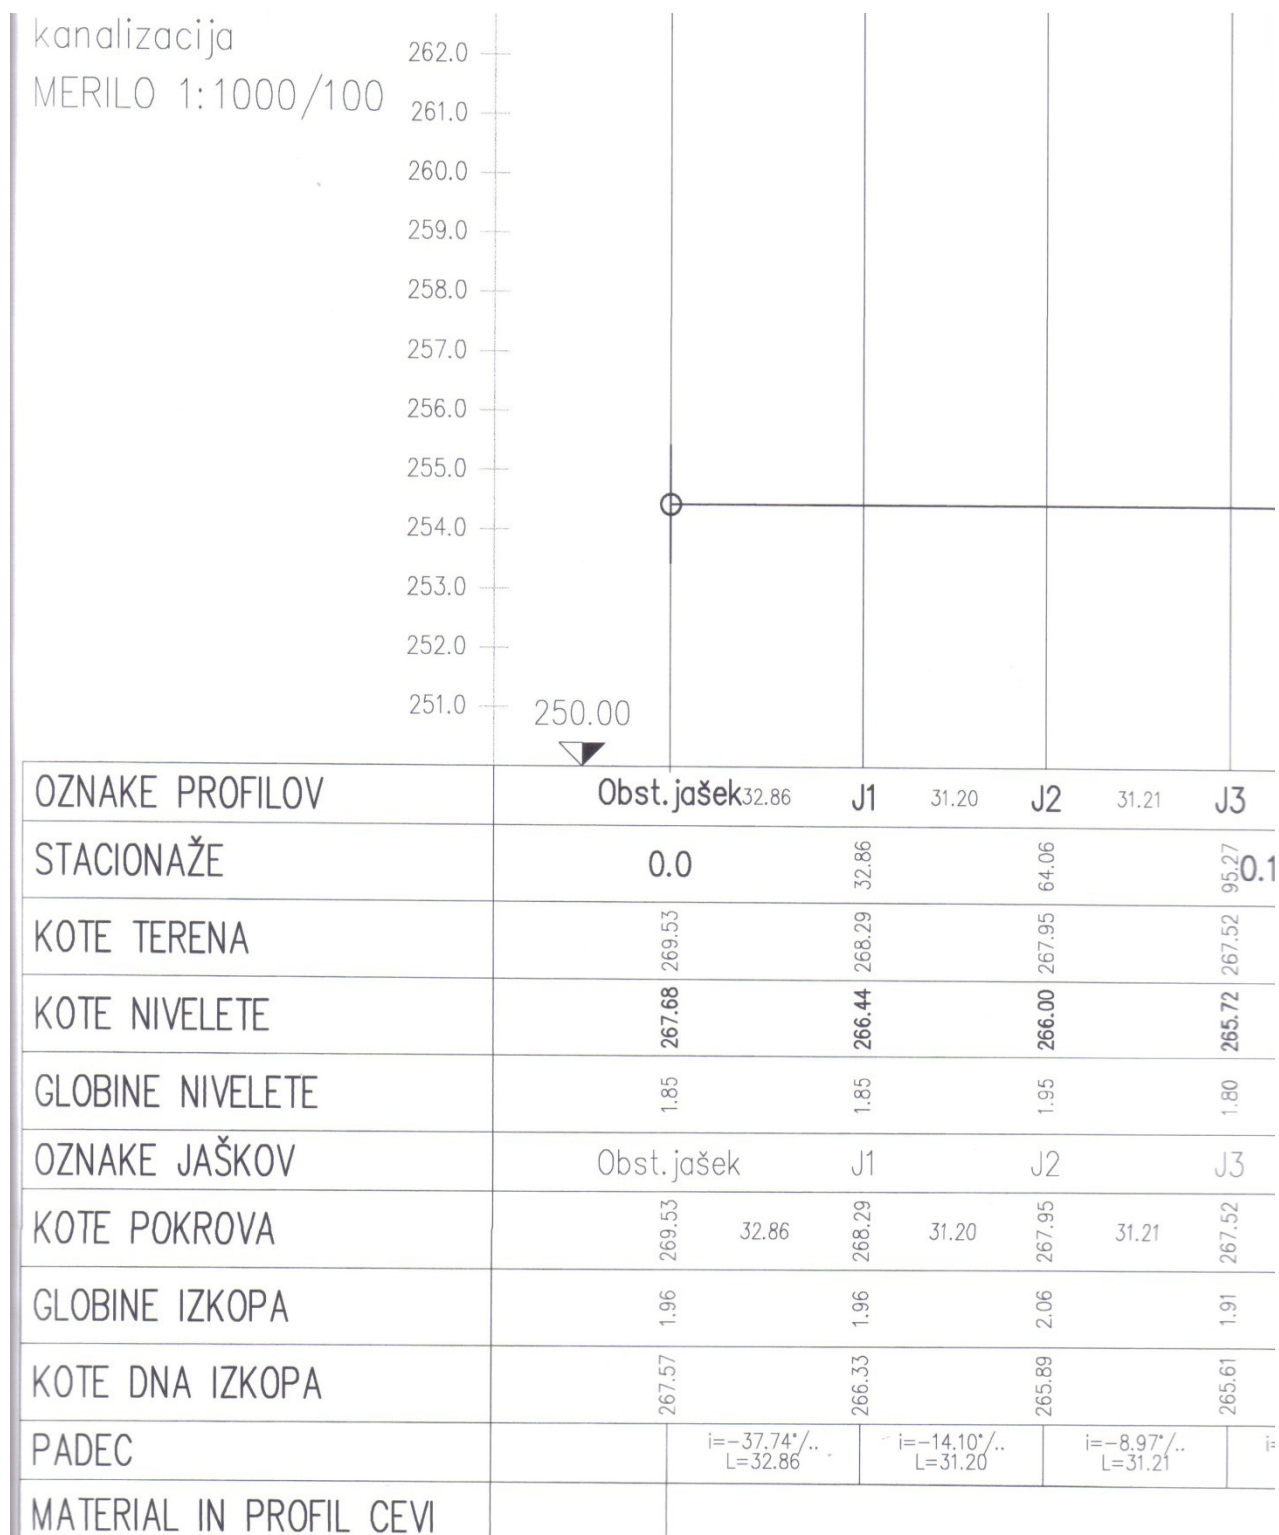 kanalizacija
MERILO 1:1000/100
262.0
261.0
260.0
259.0
258.0
257.0
256.0
255.0
254.0
253.0
252.0
251.0
250.00
OZNAKE PROFILOV Obst.jašek 32.86 J1 31.20 J2 31.21 J3
STACIONAŽE 0.0 32.86 64.06 95.27 0.1
KOTE TERENA 269.53 268.29 267.95 267.52
KOTE NIVELETE 267.68 266.44 266.00 265.72
GLOBINE NIVELETE 1.85 1.85 1.95 1.80
OZNAKE JAŠKOV Obst.jašek J1 J2 J3
KOTE POKROVA 269.53 32.86 268.29 31.20 267.95 31.21 267.52
GLOBINE IZKOPA 1.96 1.96 2.06 1.91
KOTE DNA IZKOPA 267.57 266.33 265.89 265.61
PADEC i=-37.74°/.. i=-14.10°/.. i=-8.97°/.. i=
L=32.86 L=31.20 L=31.21
MATERIAL IN PROFIL CEVI